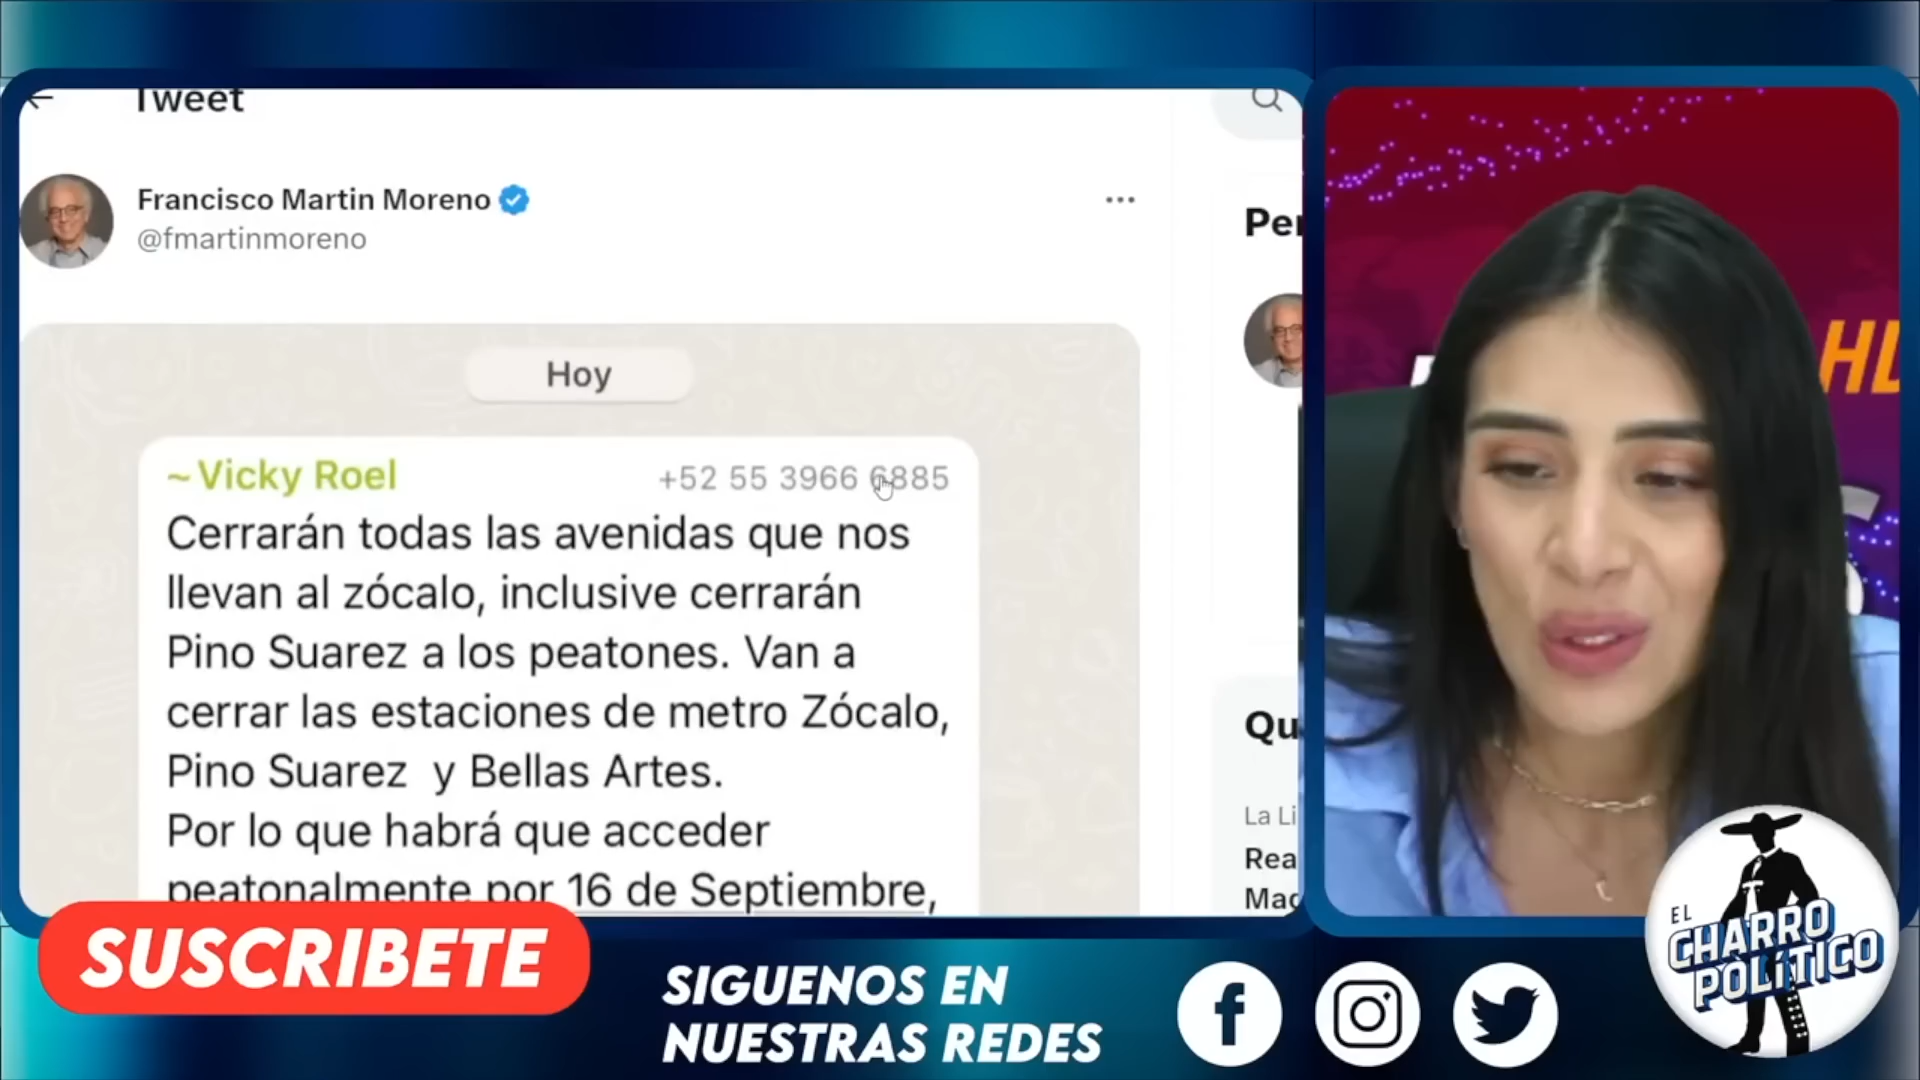 Tweet
Francisco Martin Moreno
@fmartinmoreno
Hoy
~Vicky Roel +52 55 3966 6885
Cerrarán todas las avenidas que nos
llevan al zócalo, inclusive cerrarán
Pino Suarez a los peatones. Van a
cerrar las estaciones de metro Zócalo,
Pino Suarez y Bellas Artes.
Por lo que habrá que acceder
peatonalmente por 16 de Septiembre,
Per
Qu
La Li
Rea
Mad
HD
SUSCRIBETE
SIGUENOS EN
NUESTRAS REDES
EL
CHARRO
POLÍTICO